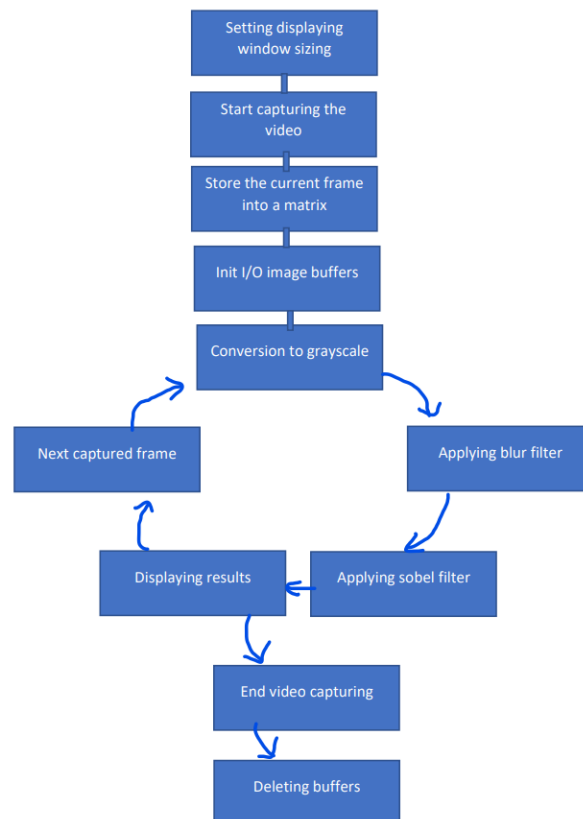 Setting displaying
window sizing
Start capturing the
video
Store the current frame
into a matrix
Init I/O image buffers
Conversion to grayscale
Next captured frame
Applying blur filter
Displaying results
Applying sobel filter
End video capturing
Deleting buffers